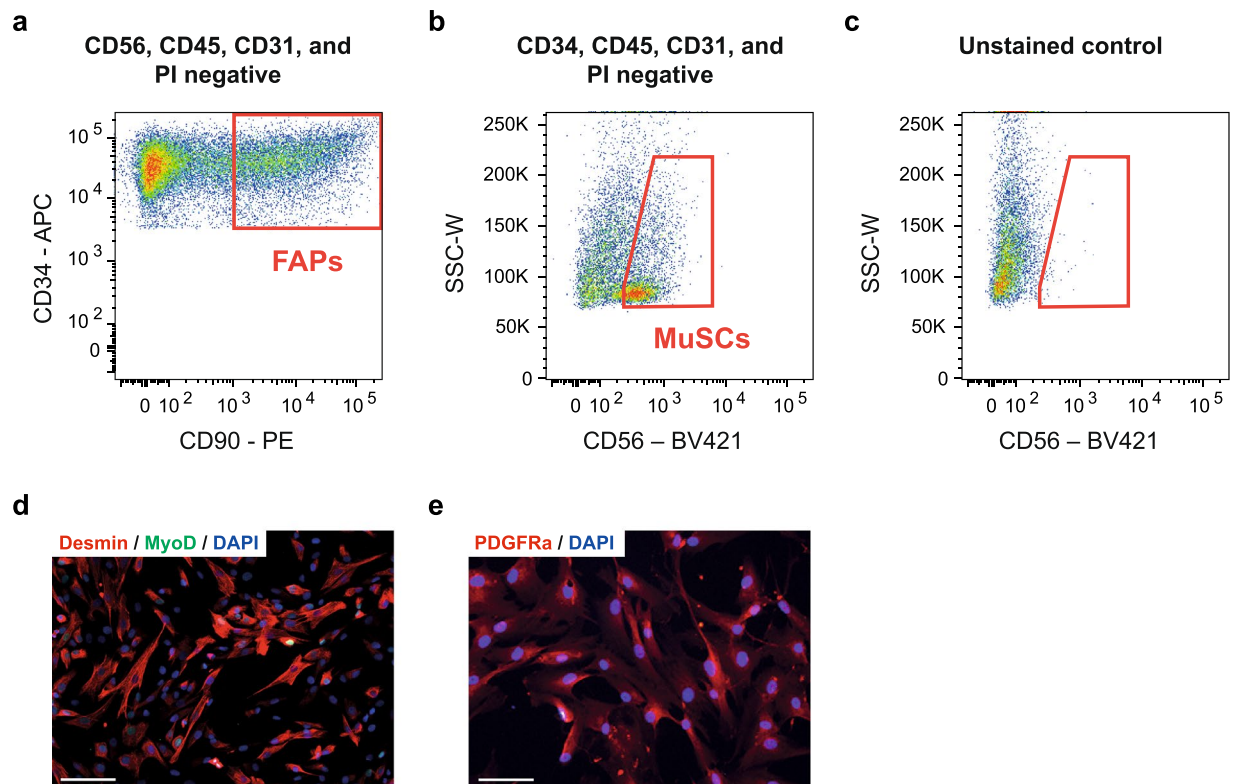 a
CD56, CD45, CD31, and
PI negative
10^5
10^4
10^3
10^2
0
CD34 - APC
FAPs
0 10^2 10^3 10^4 10^5
CD90 - PE
b
CD34, CD45, CD31, and
PI negative
250K
200K
150K
100K
50K
0
SSC-W
MuSCs
0 10^2 10^3 10^4 10^5
CD56 – BV421
c
Unstained control
250K
200K
150K
100K
50K
0
SSC-W
0 10^2 10^3 10^4 10^5
CD56 – BV421
d
Desmin / MyoD / DAPI
e
PDGFRa / DAPI